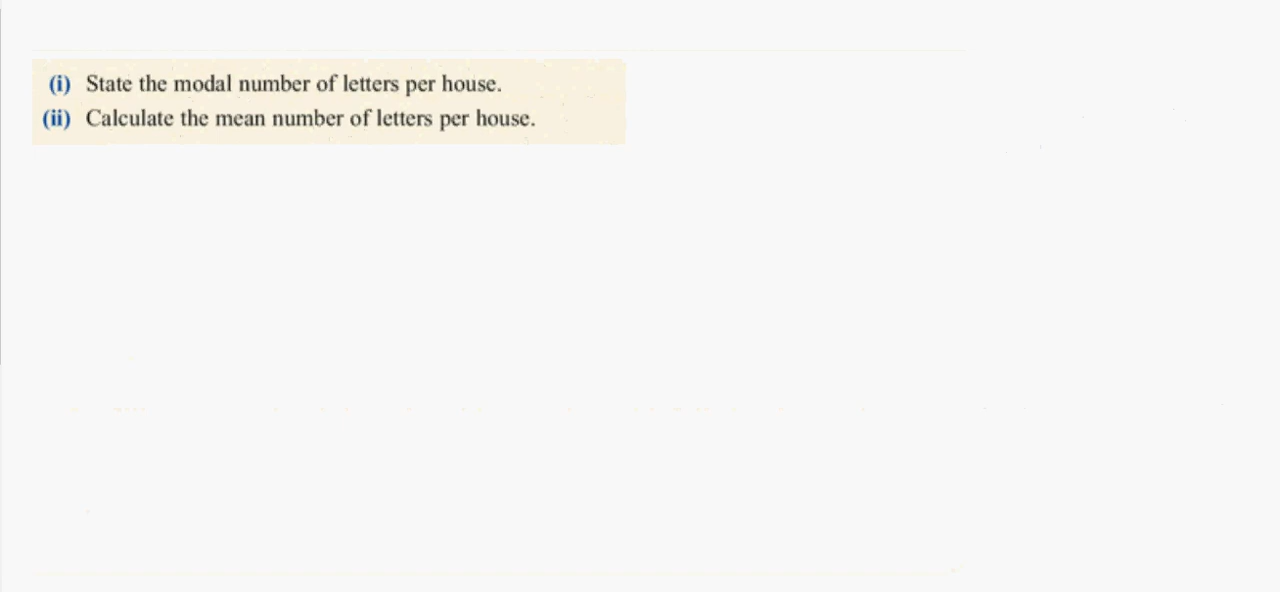 (i) State the modal number of letters per house.
(ii) Calculate the mean number of letters per house.